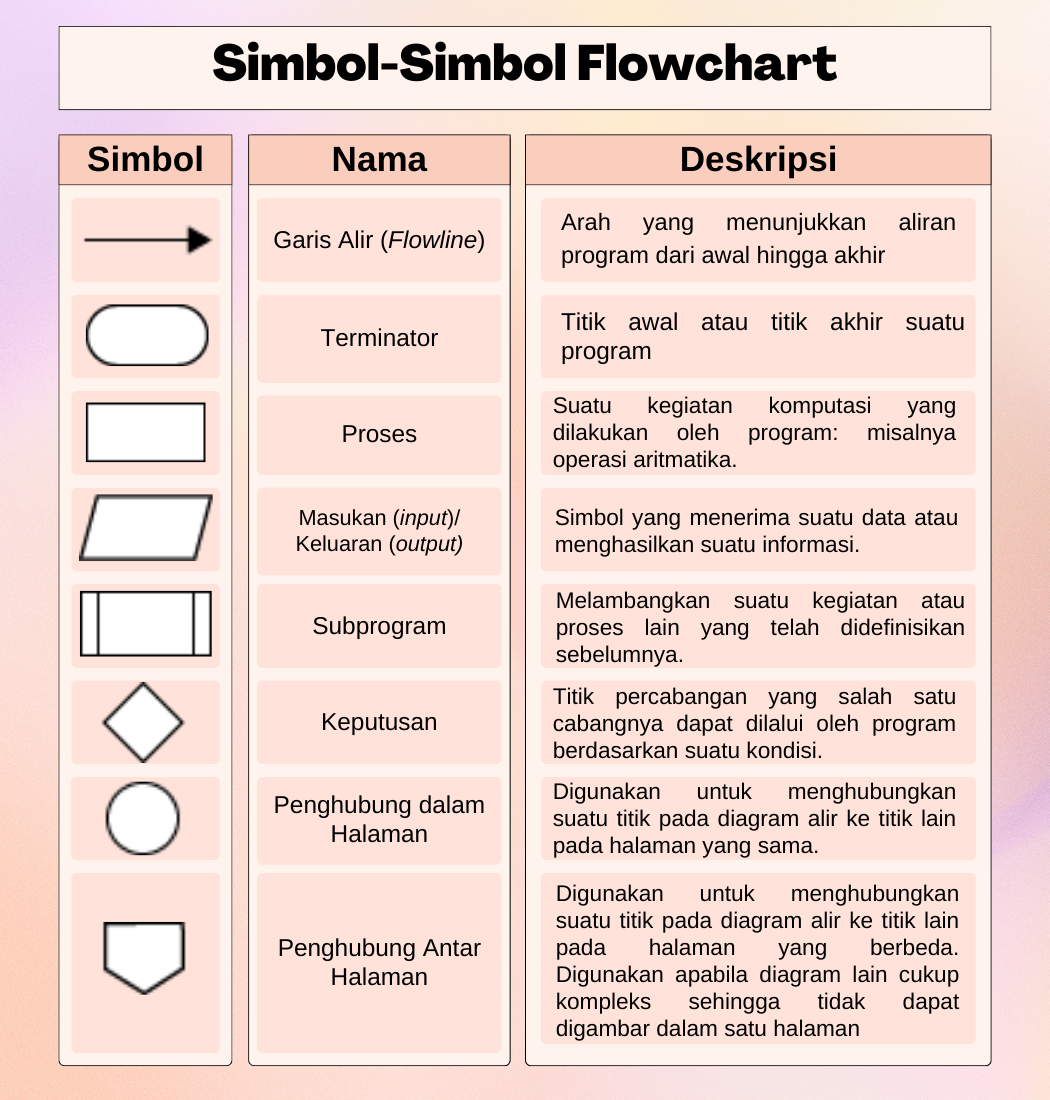 Simbol-Simbol Flowchart
Simbol
Nama
Deskripsi
Garis Alir (Flowline)
Arah yang menunjukkan aliran
program dari awal hingga akhir
Terminator
Titik awal atau titik akhir suatu
program
Proses
Suatu kegiatan komputasi yang
dilakukan oleh program: misalnya
operasi aritmatika.
Masukan (input)/
Keluaran (output)
Simbol yang menerima suatu data atau
menghasilkan suatu informasi.
Subprogram
Melambangkan suatu kegiatan atau
proses lain yang telah didefinisikan
sebelumnya.
Keputusan
Titik percabangan yang salah satu
cabangnya dapat dilalui oleh program
berdasarkan suatu kondisi.
Penghubung dalam
Halaman
Digunakan untuk menghubungkan
suatu titik pada diagram alir ke titik lain
pada halaman yang sama.
Penghubung Antar
Halaman
Digunakan untuk menghubungkan
suatu titik pada diagram alir ke titik lain
pada halaman yang berbeda.
Digunakan apabila diagram lain cukup
kompleks sehingga tidak dapat
digambar dalam satu halaman